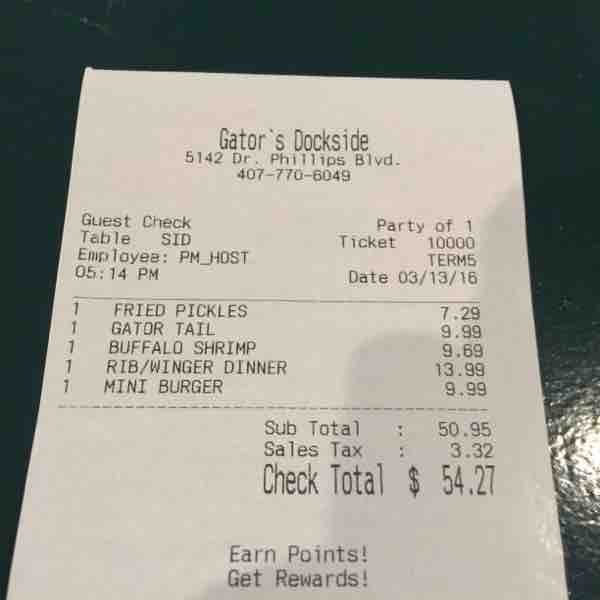 Gator`s Dockside
5142 Dr. Phillips Blvd.
407-770-6049
Guest Check Party of 1
Table SID Ticket 10000
Employee: PM_HOST TERM5
05:14 PM Date 03/13/16
1 FRIED PICKLES 7.29
1 GATOR TAIL 9.99
1 BUFFALO SHRIMP 9.69
1 RIB/WINGER DINNER 13.99
1 MINI BURGER 9.99
Sub Total : 50.95
Sales Tax : 3.32
Check Total $ 54.27
Earn Points!
Get Rewards!